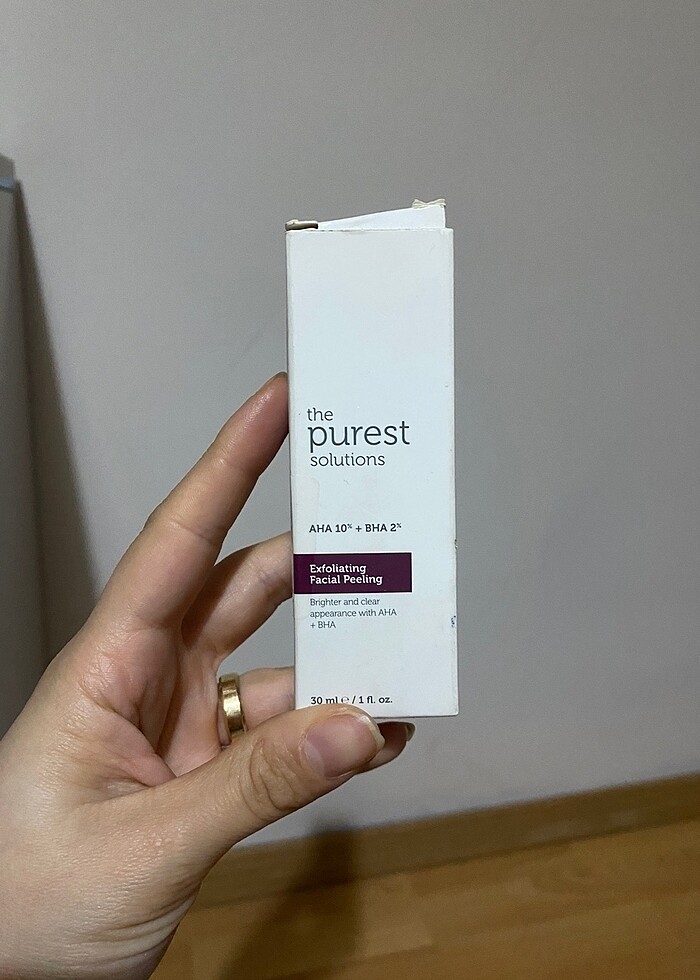 the
purest
solutions
AHA 10% + BHA 2%
Exfoliating
Facial Peeling
Brighter and clear
appearance with AHA
+ BHA
30 ml ℮ / 1 fl. oz.